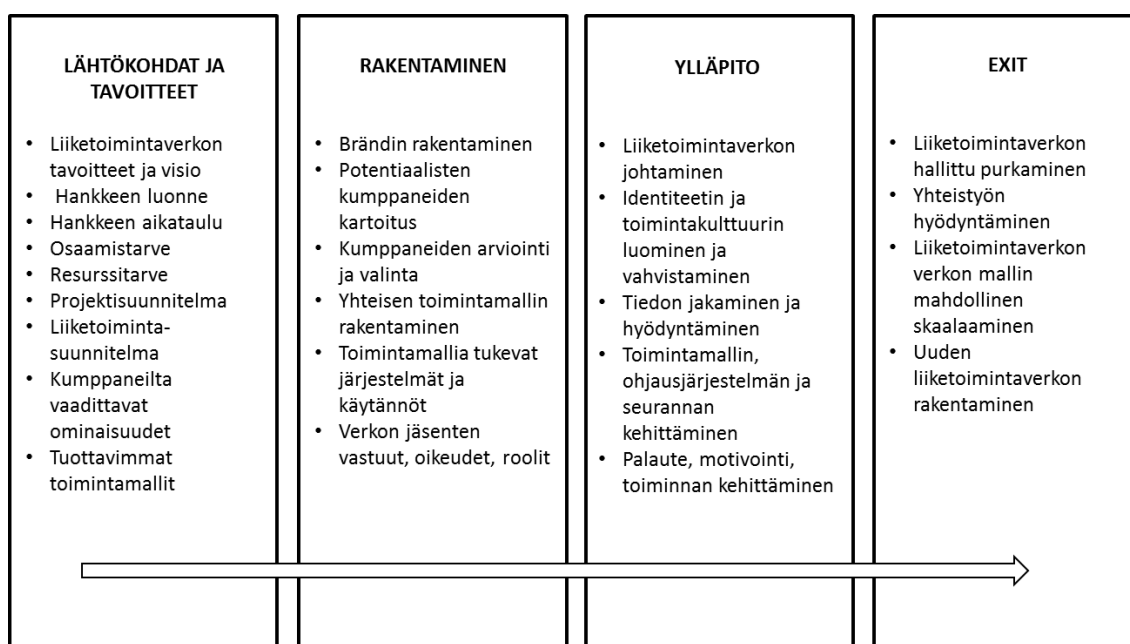 LÄHTÖKOHDAT JA
TAVOITTEET
• Liiketoimintaverkon
tavoitteet ja visio
• Hankkeen luonne
• Hankkeen aikataulu
• Osaamistarve
• Resurssitarve
• Projektisuunnitelma
• Liiketoiminta-
suunnitelma
• Kumppaneilta
vaadittavat
ominaisuudet
• Tuottavimmat
toimintamallit
RAKENTAMINEN
• Brändin rakentaminen
• Potentiaalisten
kumppaneiden
kartoitus
• Kumppaneiden arviointi
ja valinta
• Yhteisen toimintamallin
rakentaminen
• Toimintamallia tukevat
järjestelmät ja
käytännöt
• Verkon jäsenten
vastuut, oikeudet, roolit
YLLÄPITO
• Liiketoimintaverkon
johtaminen
• Identiteetin ja
toimintakulttuurin
luominen ja
vahvistaminen
• Tiedon jakaminen ja
hyödyntäminen
• Toimintamallin,
ohjausjärjestelmän ja
seurannan
kehittäminen
• Palaute, motivointi,
toiminnan kehittäminen
EXIT
• Liiketoimintaverkon
hallittu purkaminen
• Yhteistyön
hyödyntäminen
• Liiketoimintaverkon
verkon mallin
mahdollinen
skaalaaminen
• Uuden
liiketoimintaverkon
rakentaminen